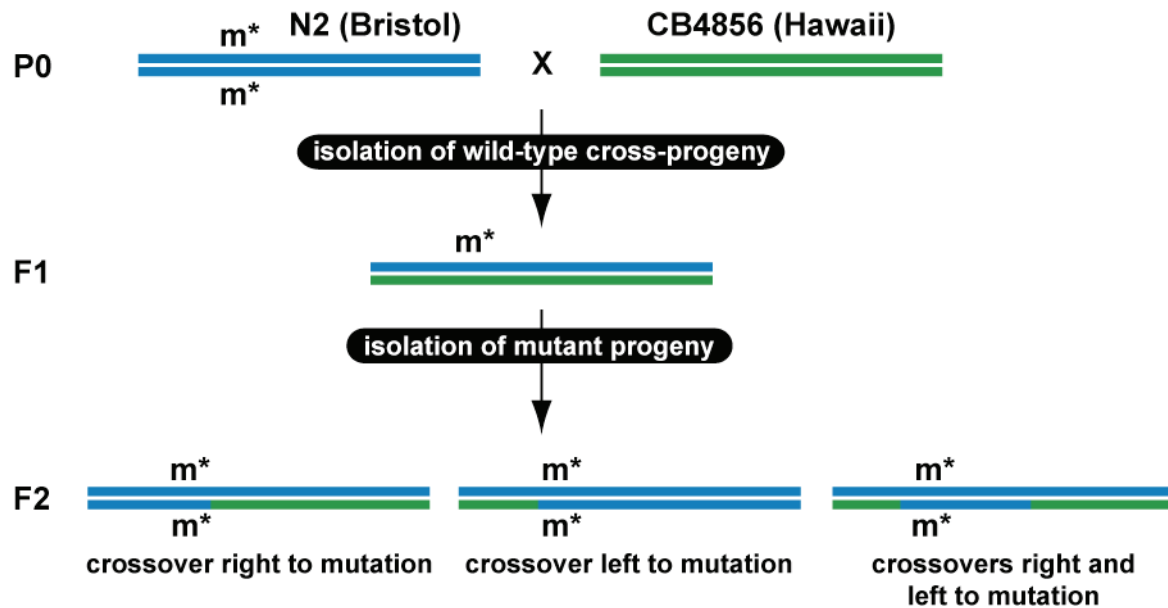 m* N2 (Bristol) CB4856 (Hawaii)
P0 X
m*
isolation of wild-type cross-progeny
m*
F1
isolation of mutant progeny
m* m* m*
F2
m* m* m*
crossover right to mutation crossover left to mutation crossovers right and
left to mutation